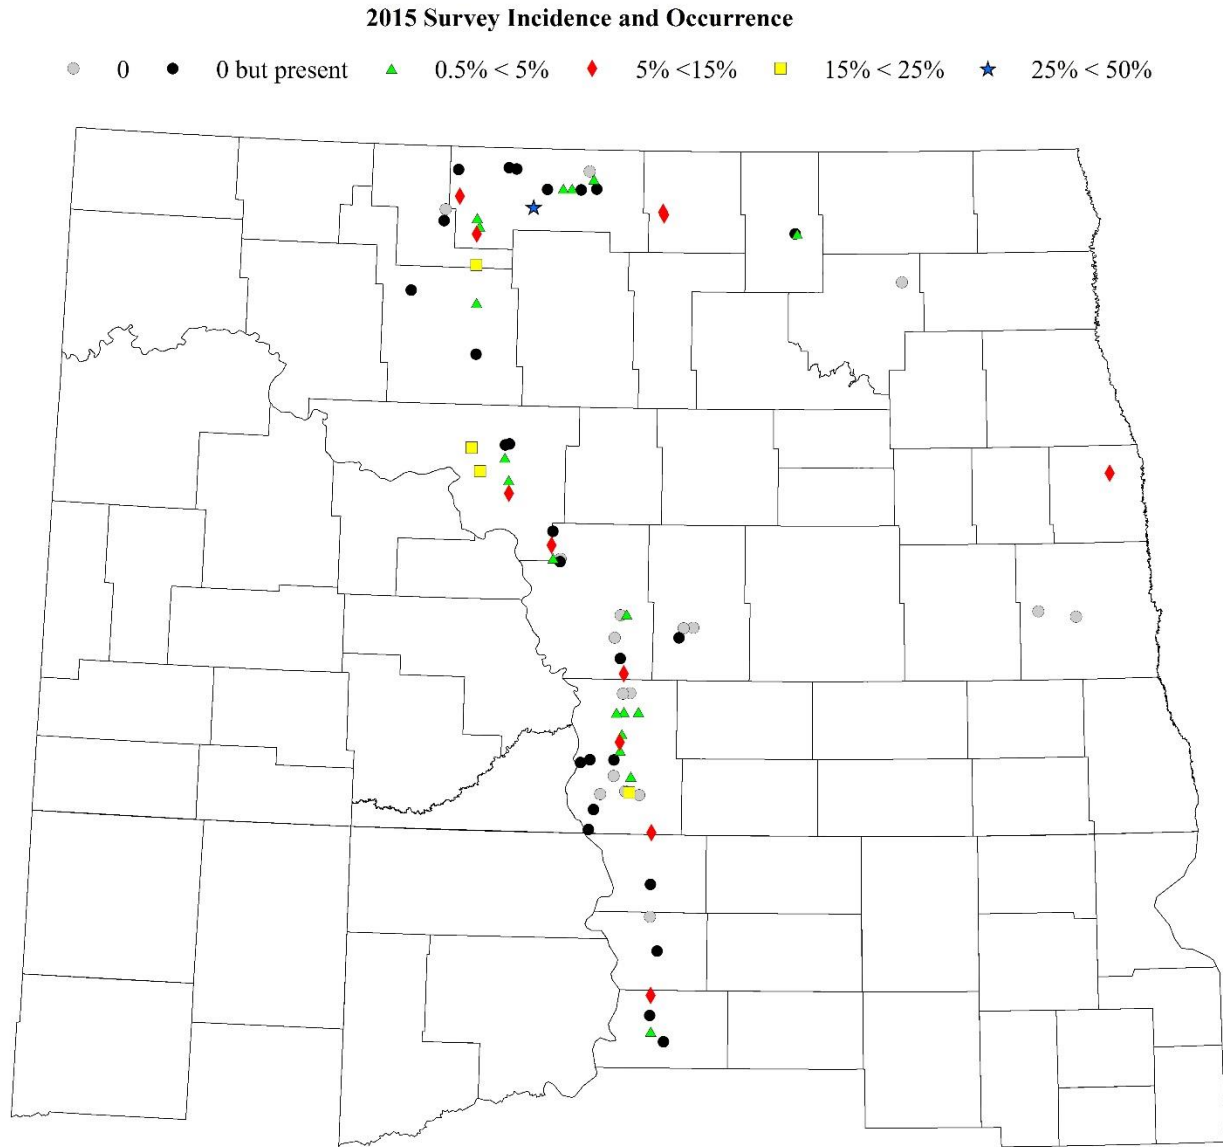 2015 Survey Incidence and Occurrence
0 0 but present 0.5% < 5% 5% <15% 15% < 25% 25% < 50%